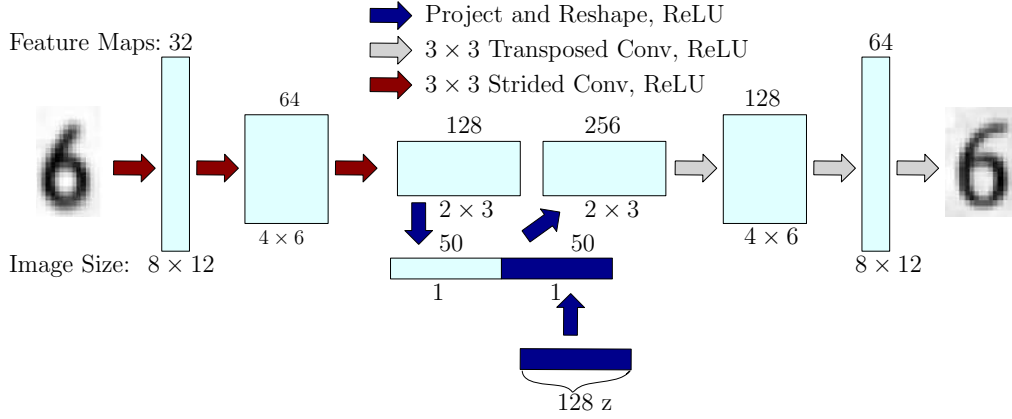 Project and Reshape, ReLU
3 × 3 Transposed Conv, ReLU
3 × 3 Strided Conv, ReLU
Feature Maps: 32
64
128
256
128
64
6
6
2 × 3
2 × 3
4 × 6
4 × 6
50
50
Image Size: 8 × 12
8 × 12
1
1
128 z